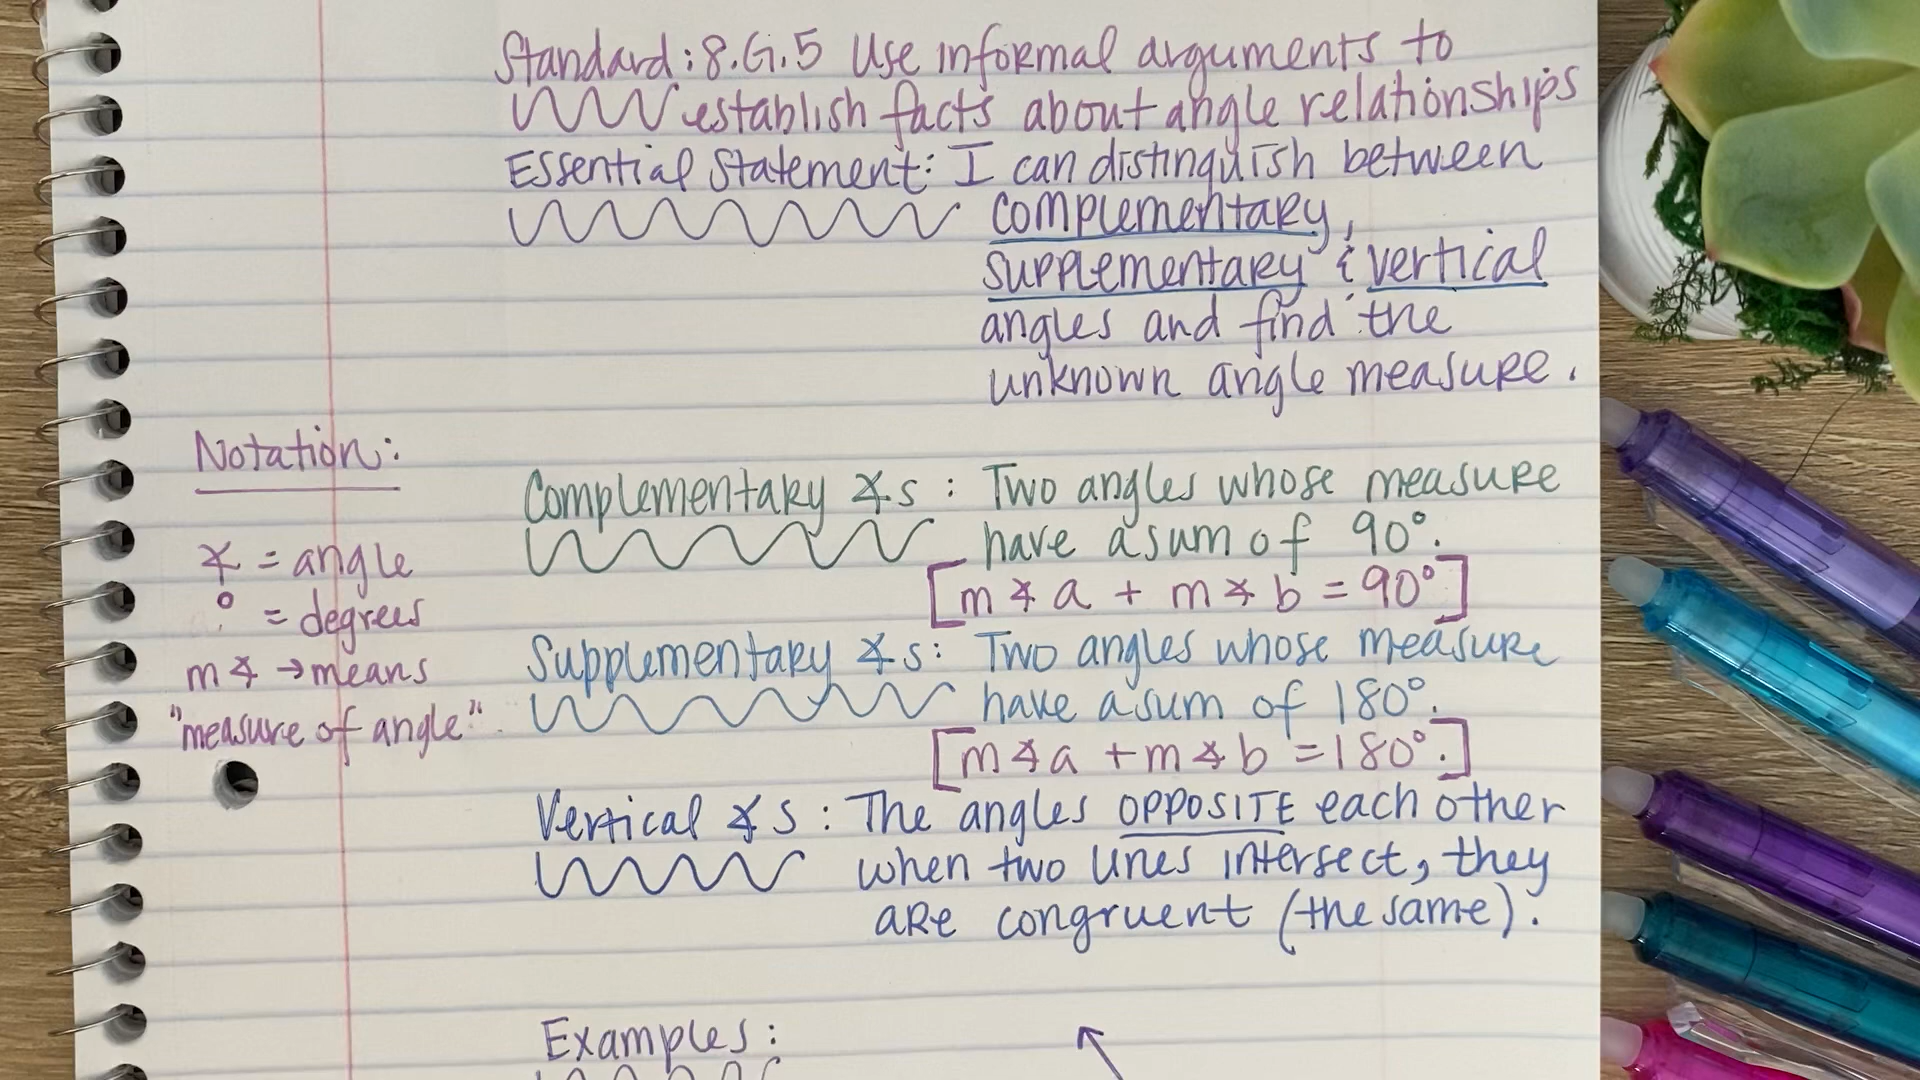 Standard: 8.G.5 Use informal arguments to
establish facts about angle relationships
Essential Statement: I can distinguish between
complementary,
supplementary & vertical
angles and find the
unknown angle measure.
Notation:
∡ = angle
° = degrees
m∡ → means
"measure of angle".
Complementary ∡s: Two angles whose measure
have a sum of 90°.
[m∡a + m∡b = 90°]
Supplementary ∡s: Two angles whose measure
have a sum of 180°.
[m∡a + m∡b = 180°.]
Vertical ∡s: The angles OPPOSITE each other
when two lines intersect, they
are congruent (the same).
Examples: